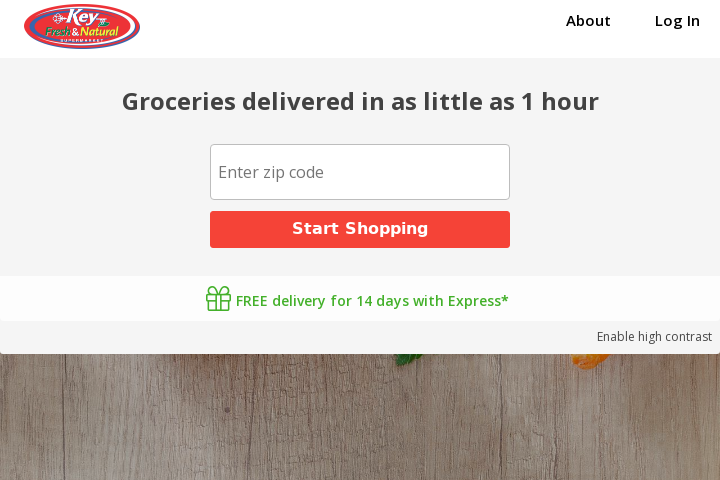 Key
Fresh & Natural
SUPERMARKET
About
Log In
Groceries delivered in as little as 1 hour
Enter zip code
Start Shopping
FREE delivery for 14 days with Express*
Enable high contrast